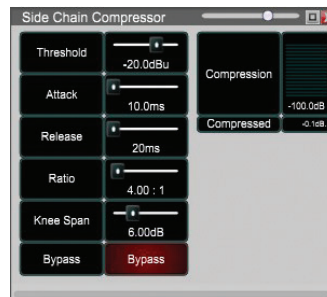 Side Chain Compressor
Threshold
-20.0dBu
Attack
10.0ms
Release
20ms
Ratio
4.00 : 1
Knee Span
6.00dB
Bypass
Bypass
Compression
-100.0dB
Compressed
-0.1dB.